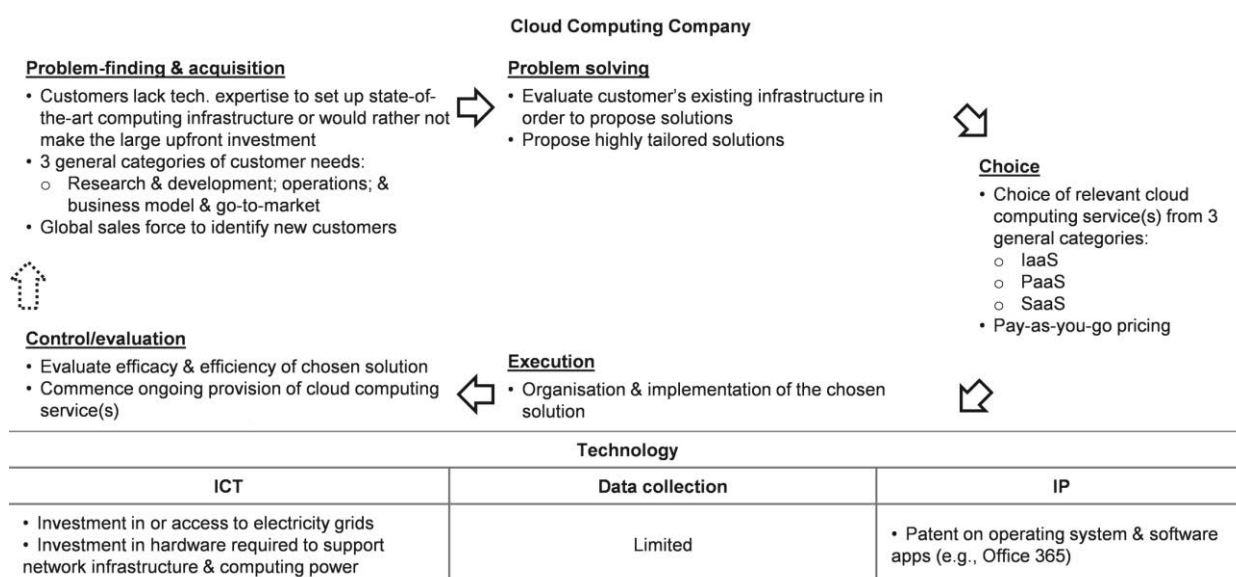 Cloud Computing Company
Problem-finding & acquisition
• Customers lack tech. expertise to set up state-of-
the-art computing infrastructure or would rather not
make the large upfront investment
• 3 general categories of customer needs:
o Research & development; operations; &
business model & go-to-market
• Global sales force to identify new customers
Problem solving
• Evaluate customer's existing infrastructure in
order to propose solutions
• Propose highly tailored solutions
Choice
• Choice of relevant cloud
computing service(s) from 3
general categories:
o IaaS
o PaaS
o SaaS
• Pay-as-you-go pricing
Execution
• Organisation & implementation of the chosen
solution
Control/evaluation
• Evaluate efficacy & efficiency of chosen solution
• Commence ongoing provision of cloud computing
service(s)
Technology
ICT
Data collection
IP
• Investment in or access to electricity grids
• Investment in hardware required to support
network infrastructure & computing power
Limited
• Patent on operating system & software
apps (e.g., Office 365)